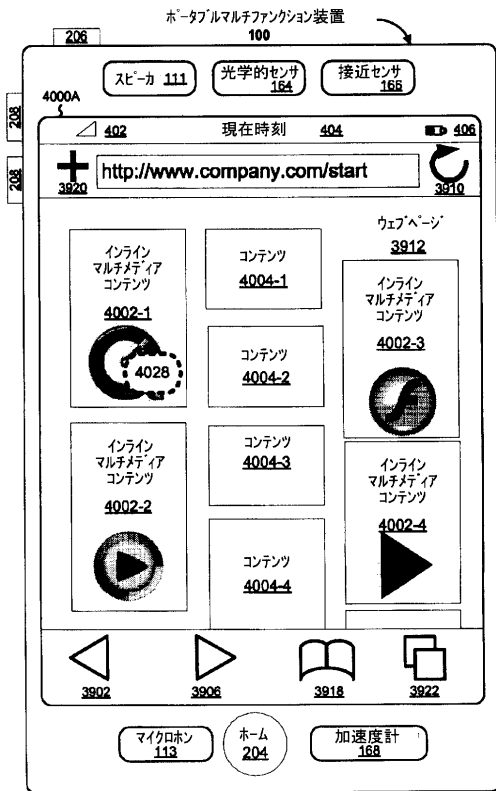 ポータブルマルチファンクション装置
100
206
スピーカ 111
光学的センサ
164
接近センサ
166
4000A
208
208
402
現在時刻
404
406
3920
http://www.company.com/start
3910
ウェブページ
3912
インライン
マルチメディア
コンテンツ
4002-1
4028
コンテンツ
4004-1
インライン
マルチメディア
コンテンツ
4002-3
コンテンツ
4004-2
インライン
マルチメディア
コンテンツ
4002-2
コンテンツ
4004-3
インライン
マルチメディア
コンテンツ
4002-4
コンテンツ
4004-4
3902
3906
3918
3922
マイクロホン
113
ホーム
204
加速度計
168